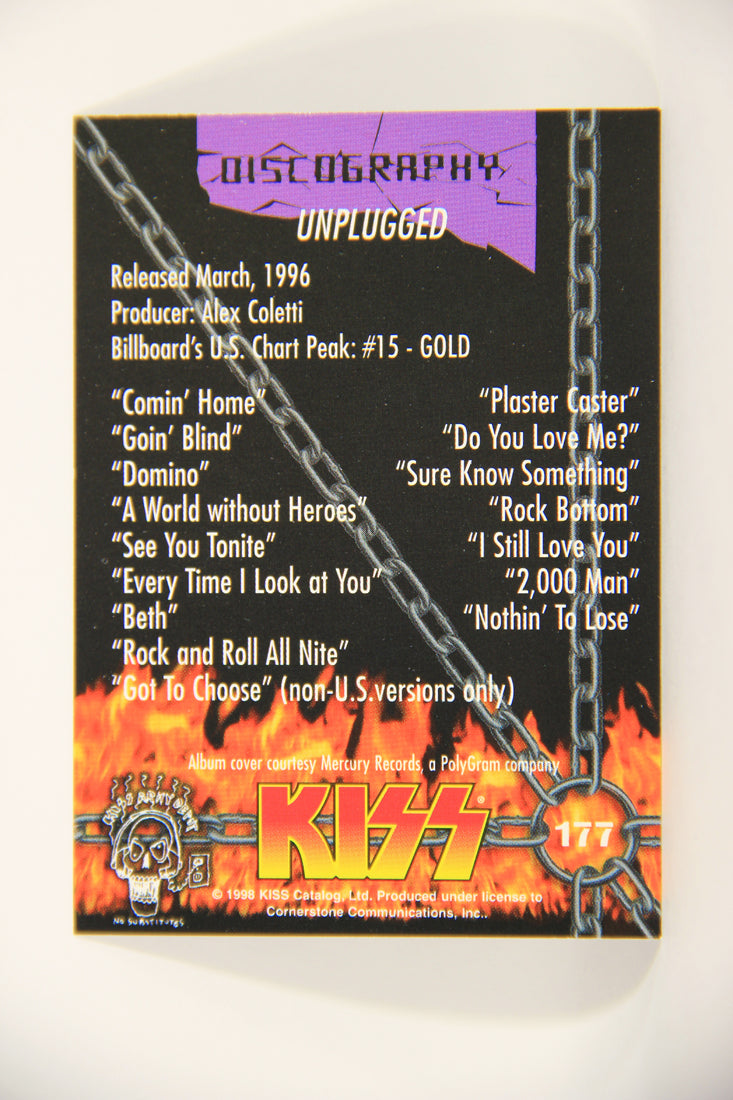 DISCOGRAPHY
UNPLUGGED
Released March, 1996
Producer: Alex Coletti
Billboard's U.S. Chart Peak: #15 - GOLD
"Comin' Home"
"Goin' Blind"
"Domino"
"A World without Heroes"
"See You Tonite"
"Every Time I Look at You"
"Beth"
"Rock and Roll All Nite"
"Got To Choose" (non-U.S.versions only)
"Plaster Caster"
"Do You Love Me?"
"Sure Know Something"
"Rock Bottom"
"I Still Love You"
"2,000 Man"
"Nothin' To Lose"
Album cover courtesy Mercury Records, a PolyGram company
KISS®
177
© 1998 KISS Catalog, Ltd. Produced under license to
Cornerstone Communications, Inc..
KISS ARMY
NO SUBSTITUTES